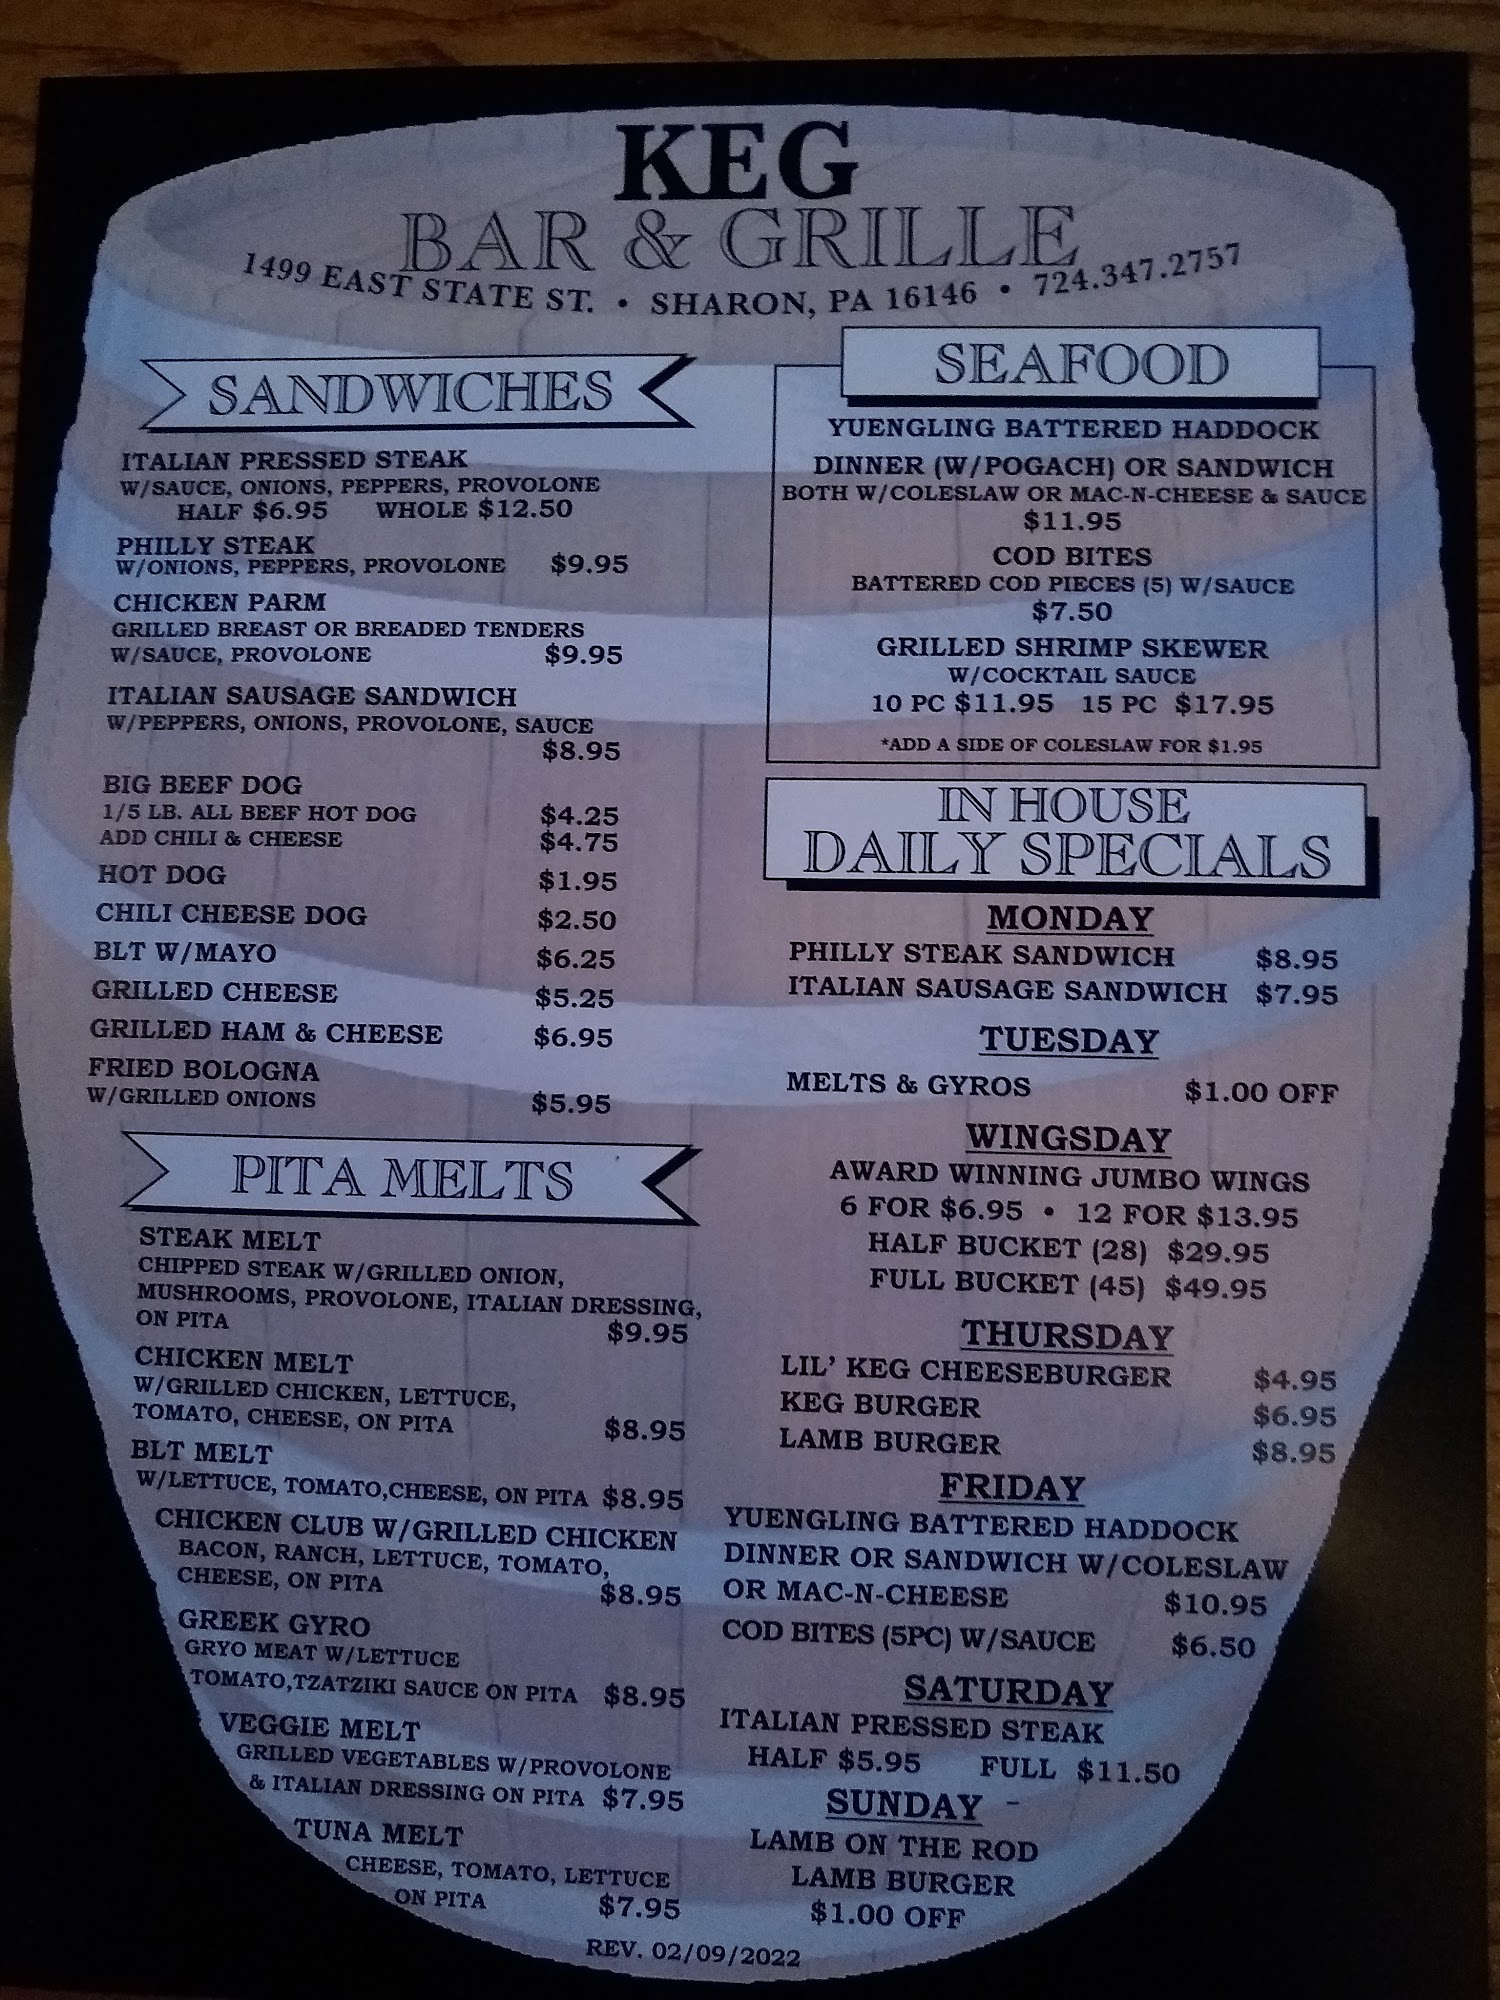 KEG
BAR & GRILLE
1499 EAST STATE ST. • SHARON, PA 16146 • 724.347.2757
SANDWICHES
ITALIAN PRESSED STEAK
W/SAUCE, ONIONS, PEPPERS, PROVOLONE
HALF $6.95 WHOLE $12.50
PHILLY STEAK
W/ONIONS, PEPPERS, PROVOLONE $9.95
CHICKEN PARM
GRILLED BREAST OR BREADED TENDERS
W/SAUCE, PROVOLONE $9.95
ITALIAN SAUSAGE SANDWICH
W/PEPPERS, ONIONS, PROVOLONE, SAUCE
$8.95
BIG BEEF DOG
1/5 LB. ALL BEEF HOT DOG $4.25
ADD CHILI & CHEESE $4.75
HOT DOG $1.95
CHILI CHEESE DOG $2.50
BLT W/MAYO $6.25
GRILLED CHEESE $5.25
GRILLED HAM & CHEESE $6.95
FRIED BOLOGNA
W/GRILLED ONIONS $5.95
PITA MELTS
STEAK MELT
CHIPPED STEAK W/GRILLED ONION,
MUSHROOMS, PROVOLONE, ITALIAN DRESSING,
ON PITA $9.95
CHICKEN MELT
W/GRILLED CHICKEN, LETTUCE,
TOMATO, CHEESE, ON PITA $8.95
BLT MELT
W/LETTUCE, TOMATO,CHEESE, ON PITA $8.95
CHICKEN CLUB W/GRILLED CHICKEN
BACON, RANCH, LETTUCE, TOMATO,
CHEESE, ON PITA $8.95
GREEK GYRO
GRYO MEAT W/LETTUCE
TOMATO,TZATZIKI SAUCE ON PITA $8.95
VEGGIE MELT
GRILLED VEGETABLES W/PROVOLONE
& ITALIAN DRESSING ON PITA $7.95
TUNA MELT
CHEESE, TOMATO, LETTUCE
ON PITA $7.95
SEAFOOD
YUENGLING BATTERED HADDOCK
DINNER (W/POGACH) OR SANDWICH
BOTH W/COLESLAW OR MAC-N-CHEESE & SAUCE
$11.95
COD BITES
BATTERED COD PIECES (5) W/SAUCE
$7.50
GRILLED SHRIMP SKEWER
W/COCKTAIL SAUCE
10 PC $11.95 15 PC $17.95
*ADD A SIDE OF COLESLAW FOR $1.95
IN HOUSE
DAILY SPECIALS
MONDAY
PHILLY STEAK SANDWICH $8.95
ITALIAN SAUSAGE SANDWICH $7.95
TUESDAY
MELTS & GYROS $1.00 OFF
WINGSDAY
AWARD WINNING JUMBO WINGS
6 FOR $6.95 • 12 FOR $13.95
HALF BUCKET (28) $29.95
FULL BUCKET (45) $49.95
THURSDAY
LIL' KEG CHEESEBURGER $4.95
KEG BURGER $6.95
LAMB BURGER $8.95
FRIDAY
YUENGLING BATTERED HADDOCK
DINNER OR SANDWICH W/COLESLAW
OR MAC-N-CHEESE $10.95
COD BITES (5PC) W/SAUCE $6.50
SATURDAY
ITALIAN PRESSED STEAK
HALF $5.95 FULL $11.50
SUNDAY
LAMB ON THE ROD
LAMB BURGER
$1.00 OFF
REV. 02/09/2022